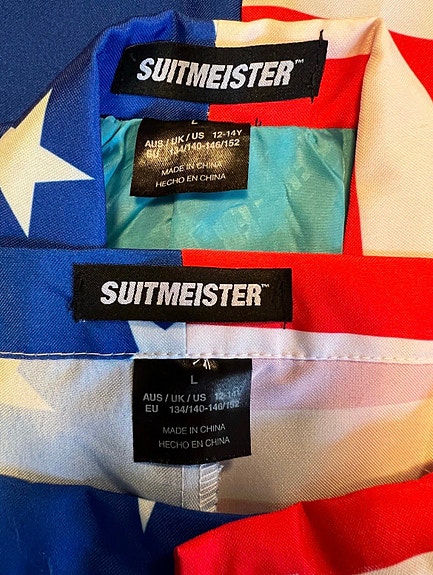 SUITMEISTER™
L
AUS / UK / US 12-14Y
EU 134/140-146/152
MADE IN CHINA
HECHO EN CHINA
SUITMEISTER™
L
AUS / UK / US 12-14Y
EU 134/140-146/152
MADE IN CHINA
HECHO EN CHINA